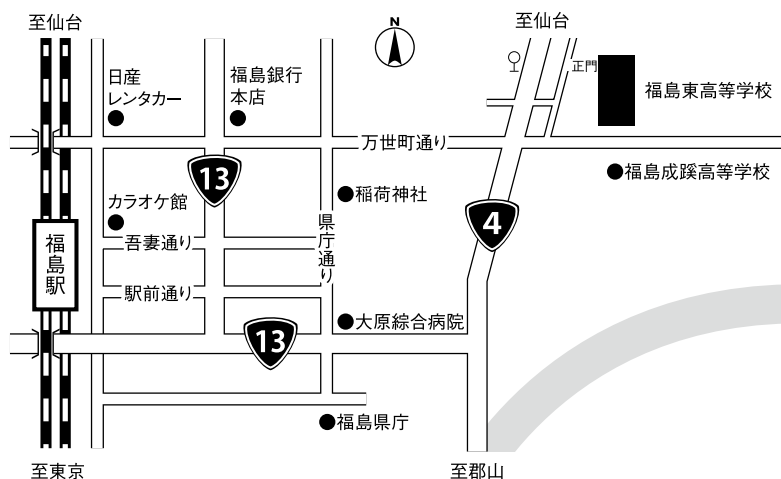 至仙台
至仙台
N
日産
レンタカー
福島銀行
本店
正門
福島東高等学校
万世町通り
福島成蹊高等学校
13
稲荷神社
カラオケ館
4
県庁通り
吾妻通り
福島駅
駅前通り
大原綜合病院
13
福島県庁
至東京
至郡山